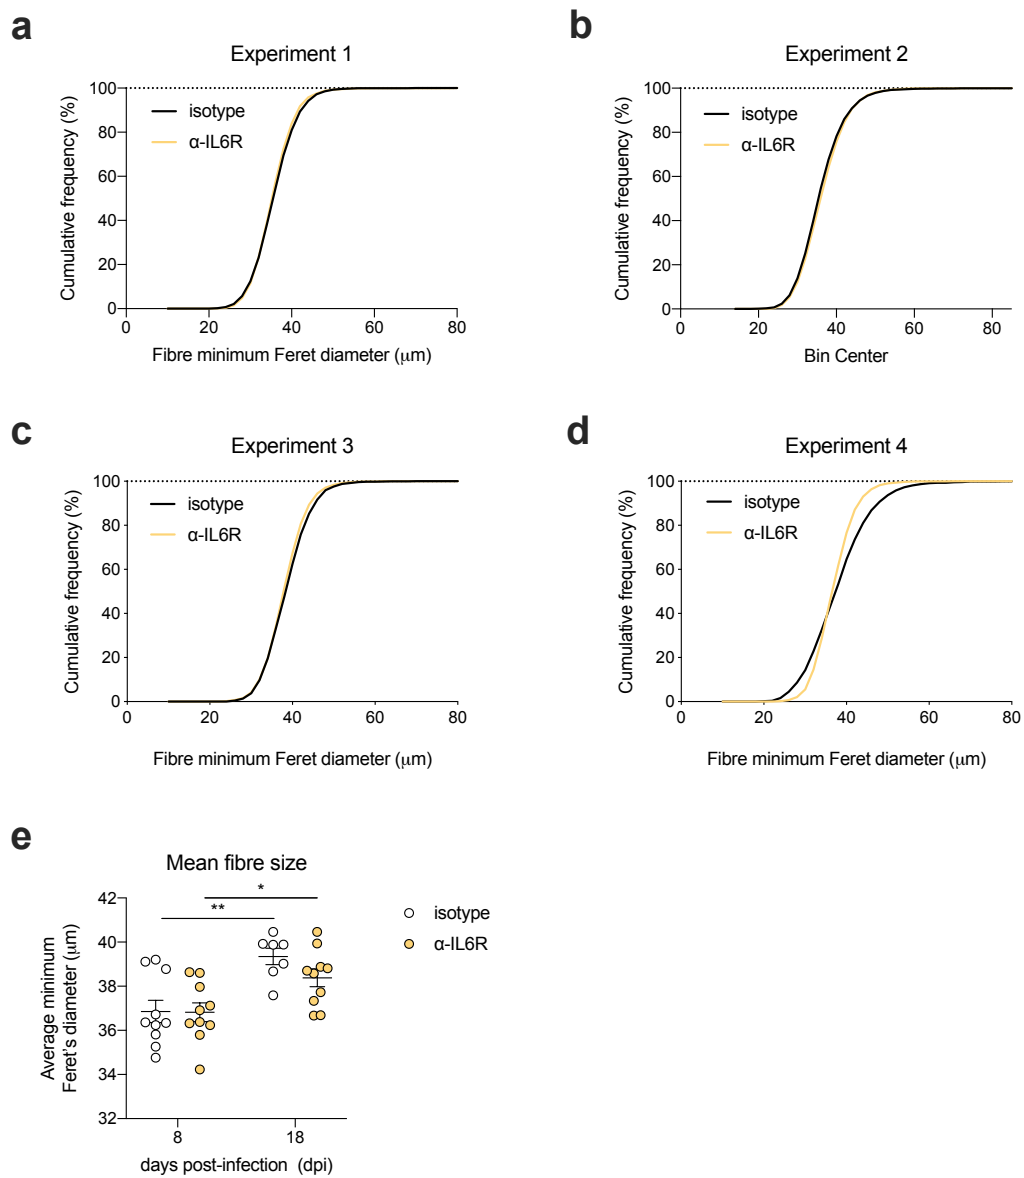 a
Experiment 1
Cumulative frequency (%)
100
80
60
40
20
0
isotype
α-IL6R
0 20 40 60 80
Fibre minimum Feret diameter (μm)
b
Experiment 2
Cumulative frequency (%)
100
80
60
40
20
0
isotype
α-IL6R
0 20 40 60 80
Bin Center
c
Experiment 3
Cumulative frequency (%)
100
80
60
40
20
0
isotype
α-IL6R
0 20 40 60 80
Fibre minimum Feret diameter (μm)
d
Experiment 4
Cumulative frequency (%)
100
80
60
40
20
0
isotype
α-IL6R
0 20 40 60 80
Fibre minimum Feret diameter (μm)
e
Mean fibre size
Average minimum
Feret's diameter (μm)
42
40
38
36
34
32
*
**
8 18
days post-infection (dpi)
isotype
α-IL6R